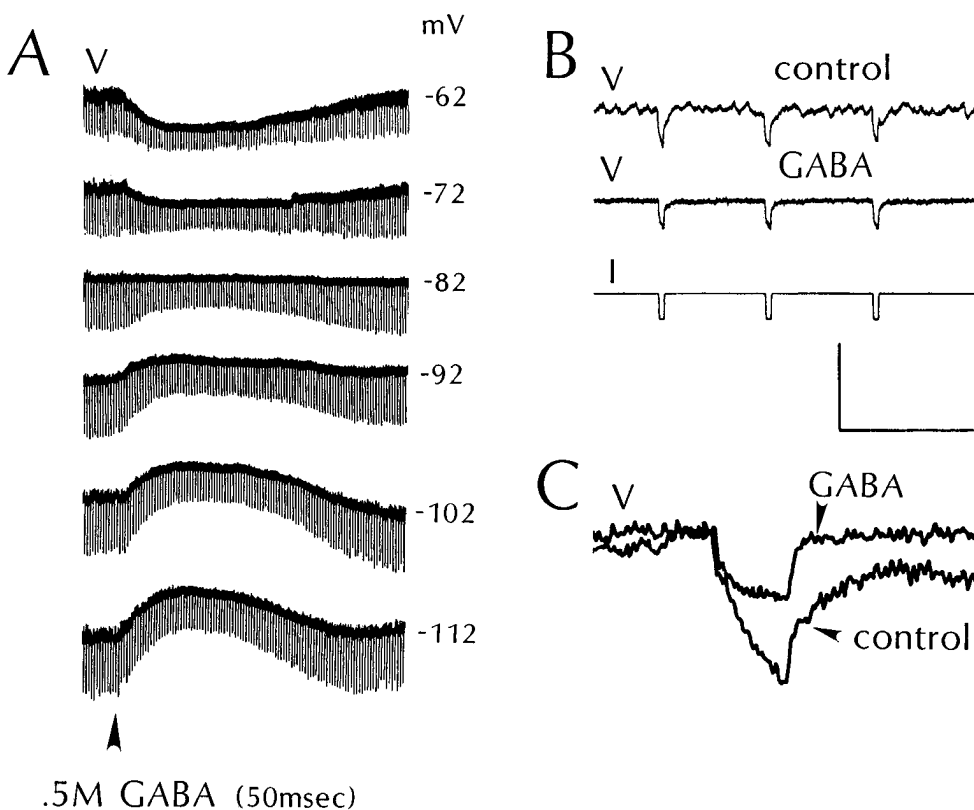 A
V
mV
-62
-72
-82
-92
-102
-112
.5M GABA (50msec)
B
V
control
V
GABA
I
C
V
GABA
control